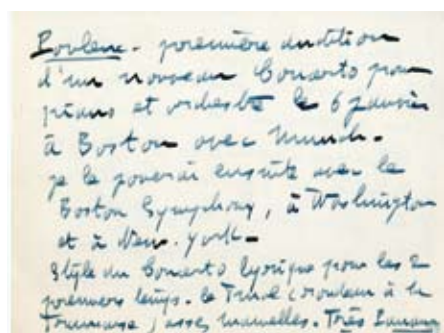 Poulenc - première audition
d'un nouveau Concerto pour
piano et orchestre le 6 janvier
à Boston avec Munch -
je le jouerai ensuite avec le
Boston Symphony, à Washington
et à New-york -
Style du Concerto lyrique pour les 2
premiers temps. le Final (rondeau à la
française) assez